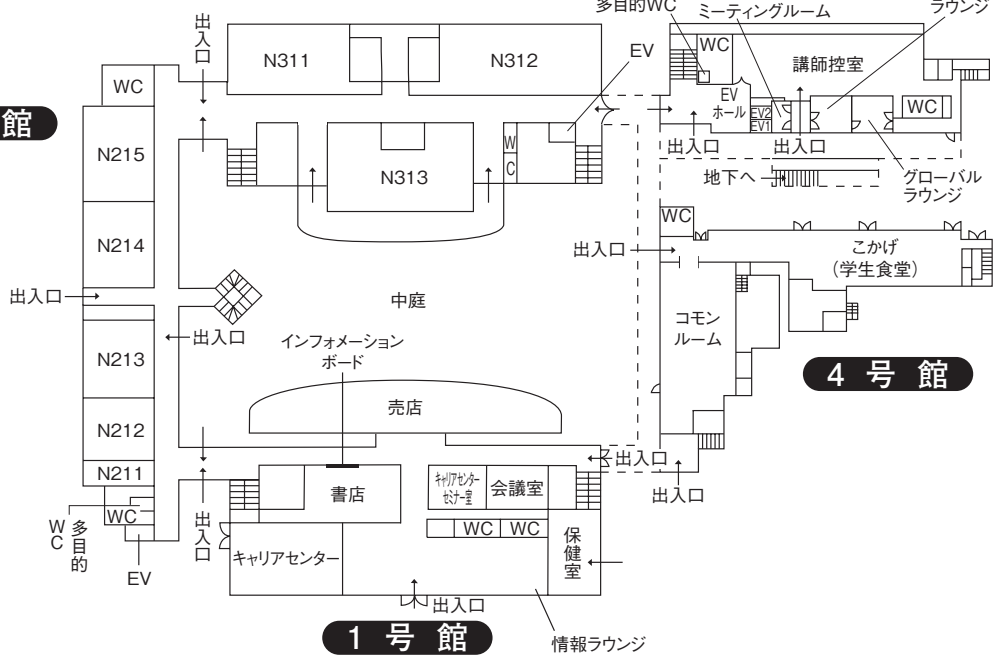 多目的WC
ミーティングルーム
ラウンジ
出入口
N311
N312
EV
WC
講師控室
WC
館
EV
ホール
EV2
EV1
WC
N215
WC
N313
出入口
出入口
地下へ
グローバル
ラウンジ
WC
N214
出入口
こかげ
(学生食堂)
出入口
中庭
出入口
インフォメーション
ボード
コモン
ルーム
N213
4号館
売店
N212
出入口
N211
書店
キャリアセンター
セミナー室
会議室
出入口
WC
多目的
WC
出入口
WC
WC
保健室
キャリアセンター
EV
出入口
1号館
情報ラウンジ